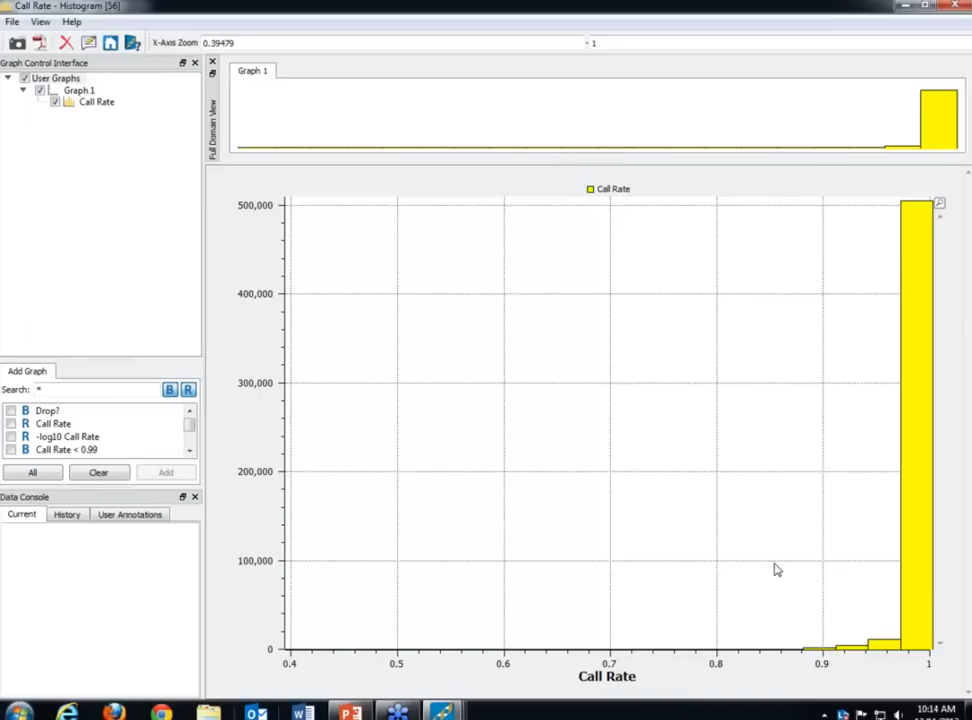 Call Rate - Histogram [56]
File View Help
X-Axis Zoom 0.39479 - 1
Graph Control Interface
User Graphs
Graph 1
Call Rate
Full Domain View
Graph 1
Call Rate
500,000
400,000
300,000
200,000
100,000
0
0.4 0.5 0.6 0.7 0.8 0.9 1
Call Rate
Add Graph
Search: * B R
B Drop?
R Call Rate
R -log10 Call Rate
B Call Rate < 0.99
All Clear Add
Data Console
Current History User Annotations
10:14 AM